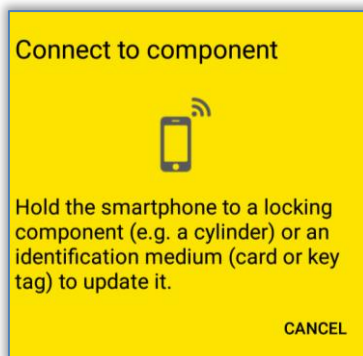 Connect to component
Hold the smartphone to a locking
component (e.g. a cylinder) or an
identification medium (card or key
tag) to update it.
CANCEL